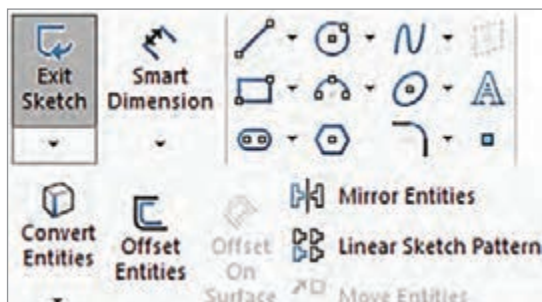 Exit
Sketch
Smart
Dimension
Convert
Entities
Offset
Entities
Offset
On
Surface
Mirror Entities
Linear Sketch Pattern
Move Entities